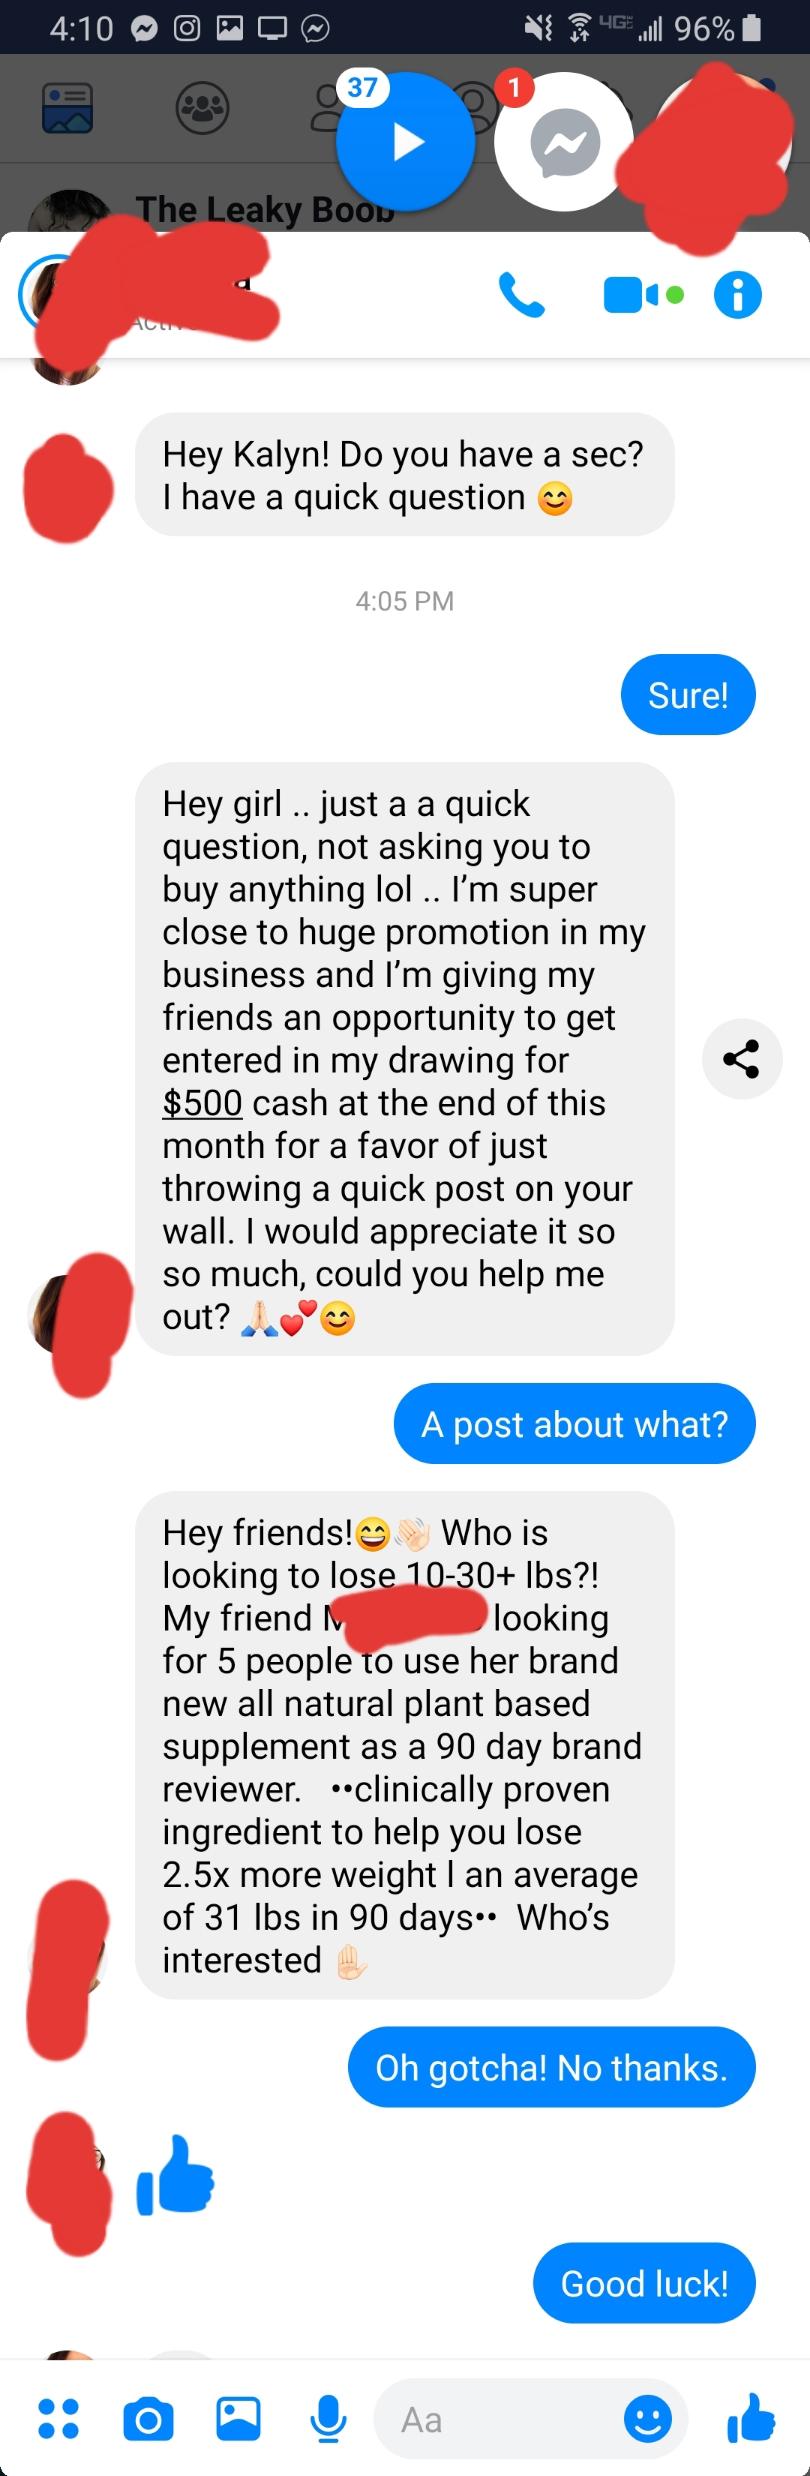 4:10
4G
96%
37
1
The Leaky Boob
Hey Kalyn! Do you have a sec?
I have a quick question 😊
4:05 PM
Sure!
Hey girl .. just a a quick
question, not asking you to
buy anything lol .. I’m super
close to huge promotion in my
business and I’m giving my
friends an opportunity to get
entered in my drawing for
$500 cash at the end of this
month for a favor of just
throwing a quick post on your
wall. I would appreciate it so
so much, could you help me
out? 🙏🏻💕😊
A post about what?
Hey friends!😄👋🏻 Who is
looking to lose 10-30+ lbs?!
My friend looking
for 5 people to use her brand
new all natural plant based
supplement as a 90 day brand
reviewer. ••clinically proven
ingredient to help you lose
2.5x more weight I an average
of 31 lbs in 90 days•• Who’s
interested ✋🏻
Oh gotcha! No thanks.
Good luck!
Aa